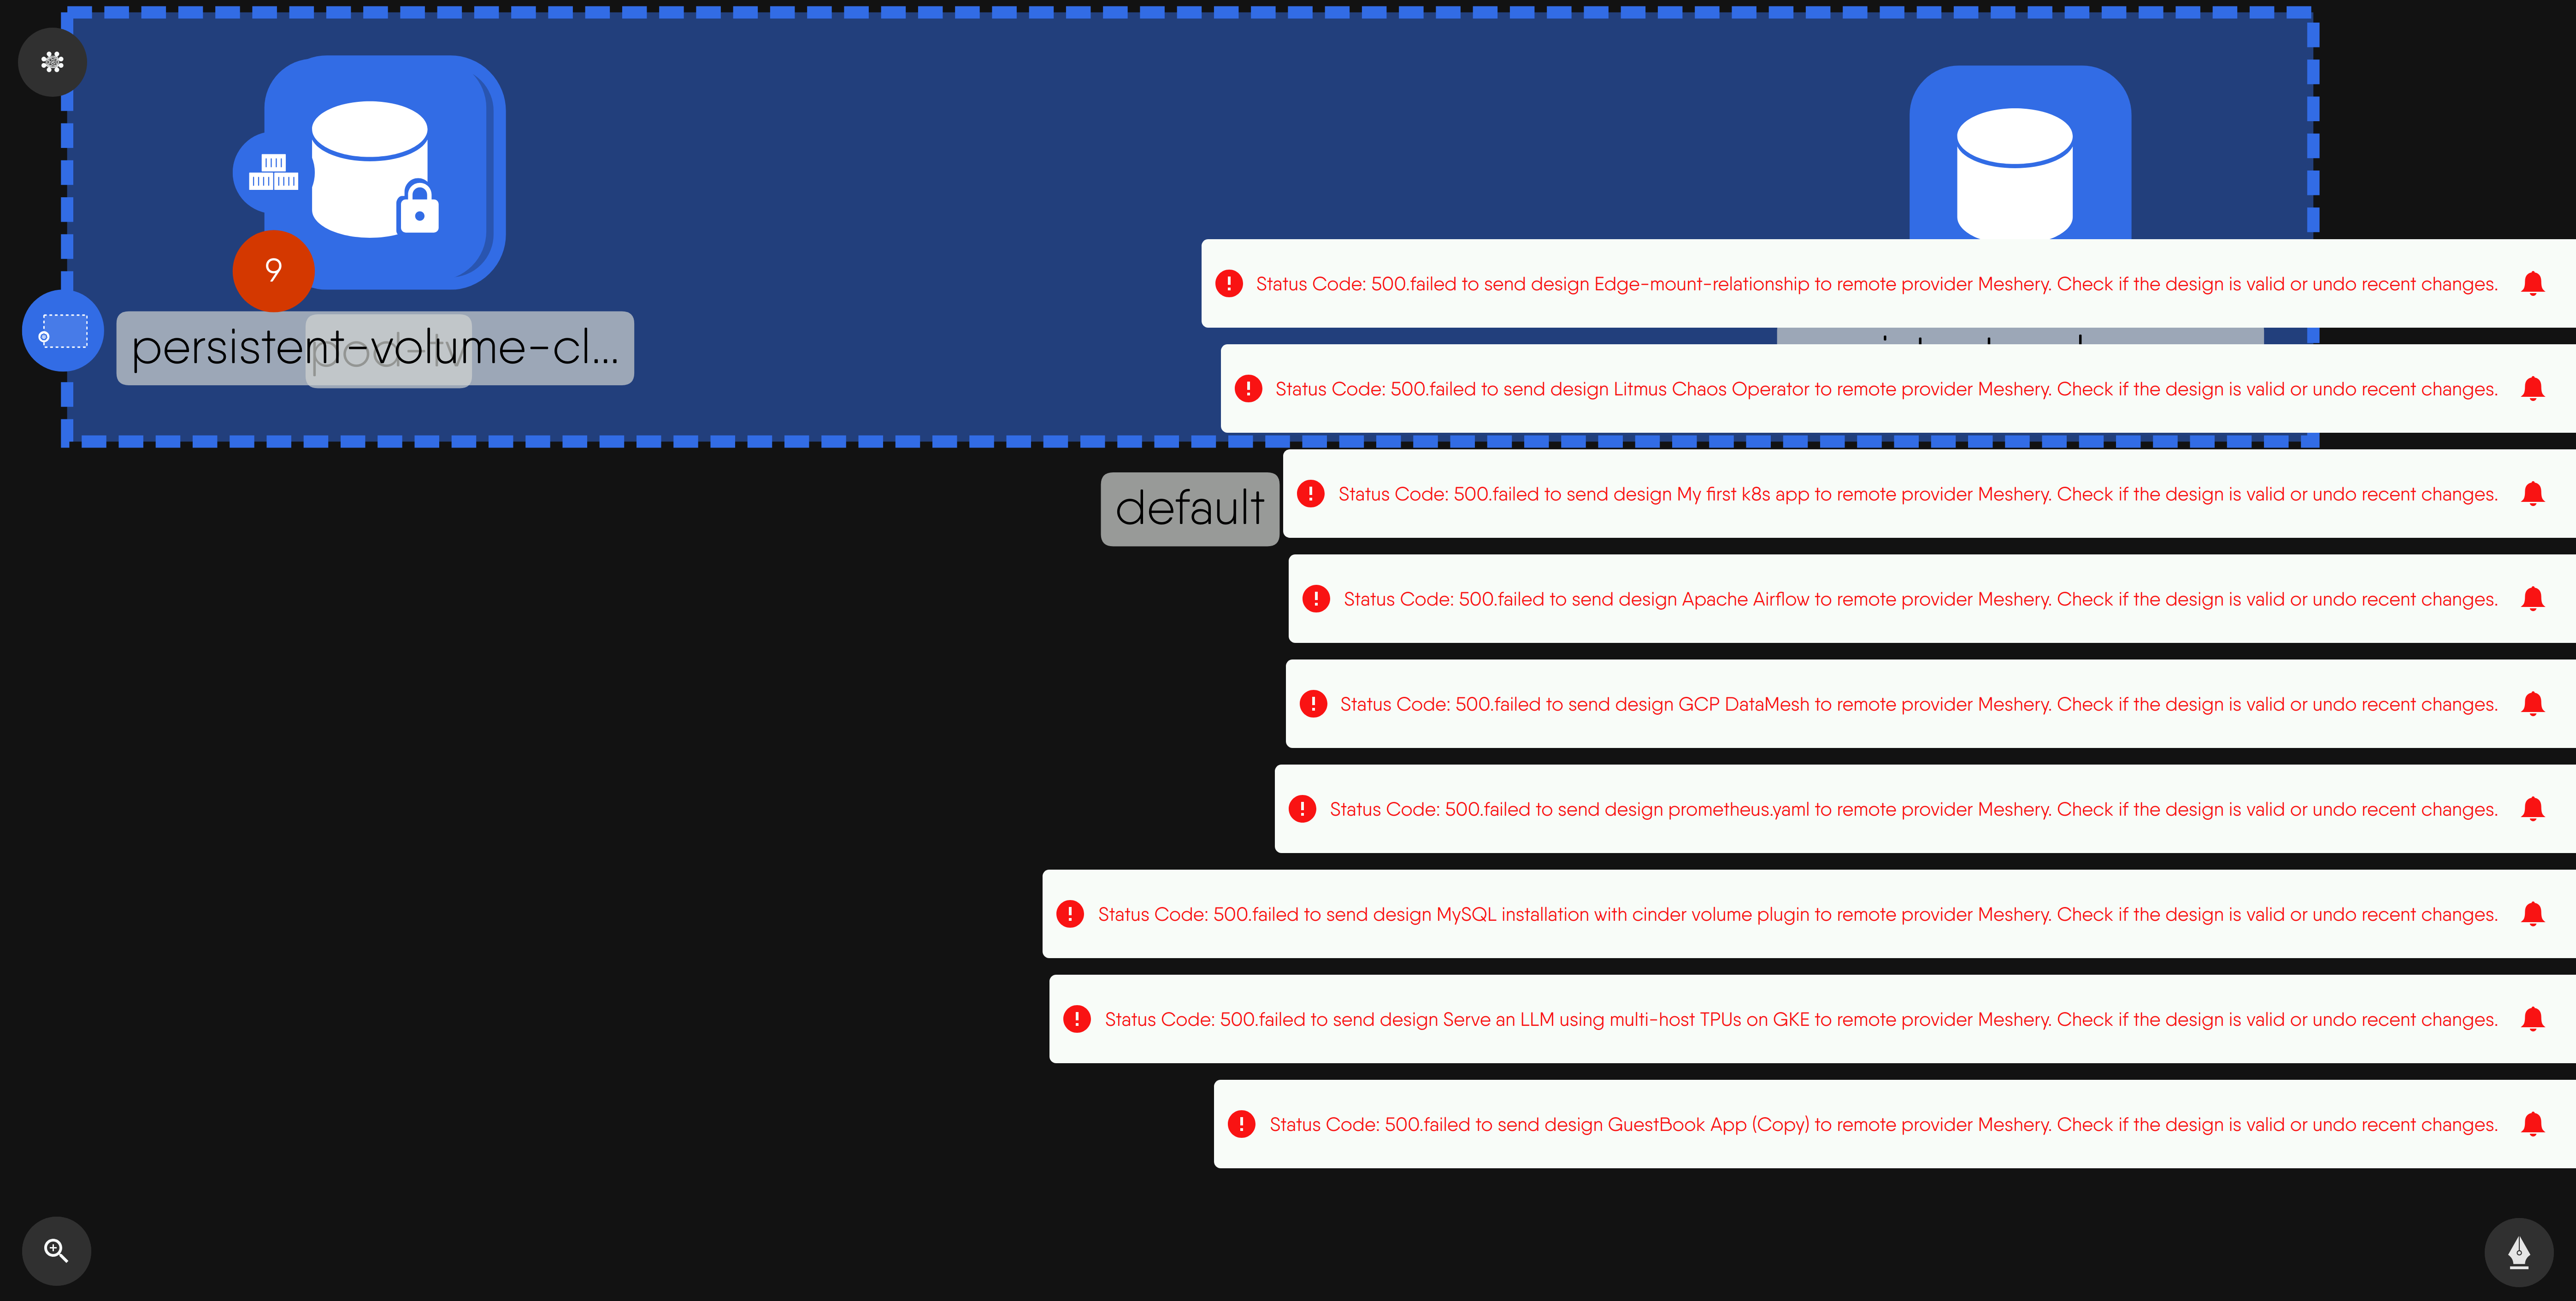 9
persistent-volume-cl...
Status Code: 500.failed to send design Edge-mount-relationship to remote provider Meshery. Check if the design is valid or undo recent changes.
Status Code: 500.failed to send design Litmus Chaos Operator to remote provider Meshery. Check if the design is valid or undo recent changes.
default
Status Code: 500.failed to send design My first k8s app to remote provider Meshery. Check if the design is valid or undo recent changes.
Status Code: 500.failed to send design Apache Airflow to remote provider Meshery. Check if the design is valid or undo recent changes.
Status Code: 500.failed to send design GCP DataMesh to remote provider Meshery. Check if the design is valid or undo recent changes.
Status Code: 500.failed to send design prometheus.yaml to remote provider Meshery. Check if the design is valid or undo recent changes.
Status Code: 500.failed to send design MySQL installation with cinder volume plugin to remote provider Meshery. Check if the design is valid or undo recent changes.
Status Code: 500.failed to send design Serve an LLM using multi-host TPUs on GKE to remote provider Meshery. Check if the design is valid or undo recent changes.
Status Code: 500.failed to send design GuestBook App (Copy) to remote provider Meshery. Check if the design is valid or undo recent changes.